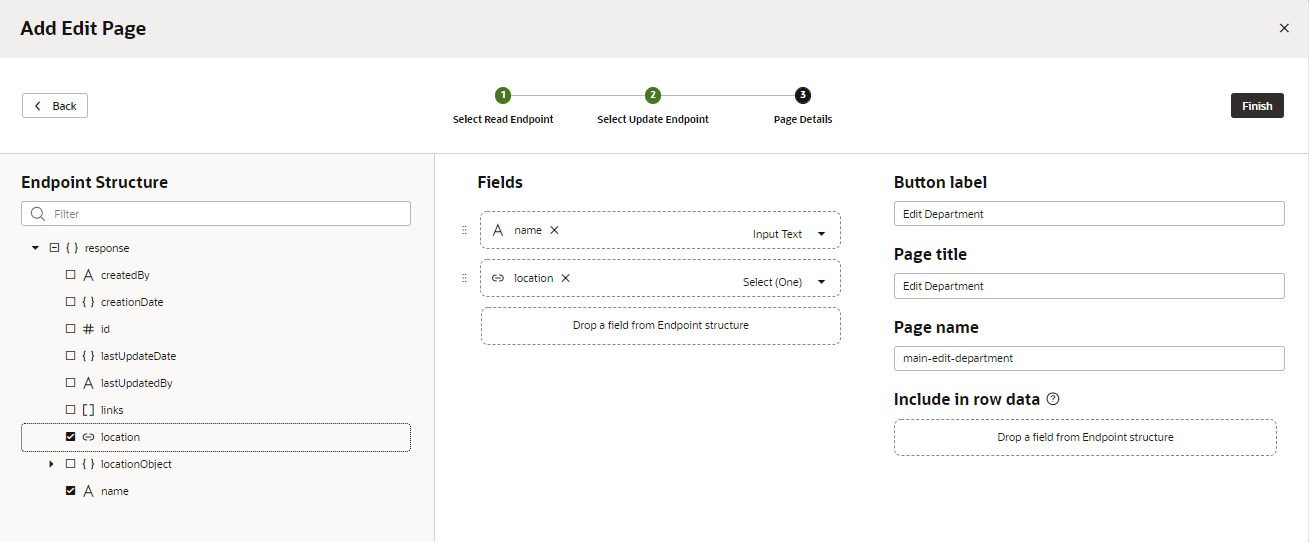 Add Edit Page
Back
1
2
3
Select Read Endpoint
Select Update Endpoint
Page Details
Finish
Endpoint Structure
Filter
{ } response
A createdBy
{ } creationDate
# id
{ } lastUpdateDate
A lastUpdatedBy
[ ] links
location
{ } locationObject
A name
Fields
A name
Input Text
location
Select (One)
Drop a field from Endpoint structure
Button label
Edit Department
Page title
Edit Department
Page name
main-edit-department
Include in row data ?
Drop a field from Endpoint structure